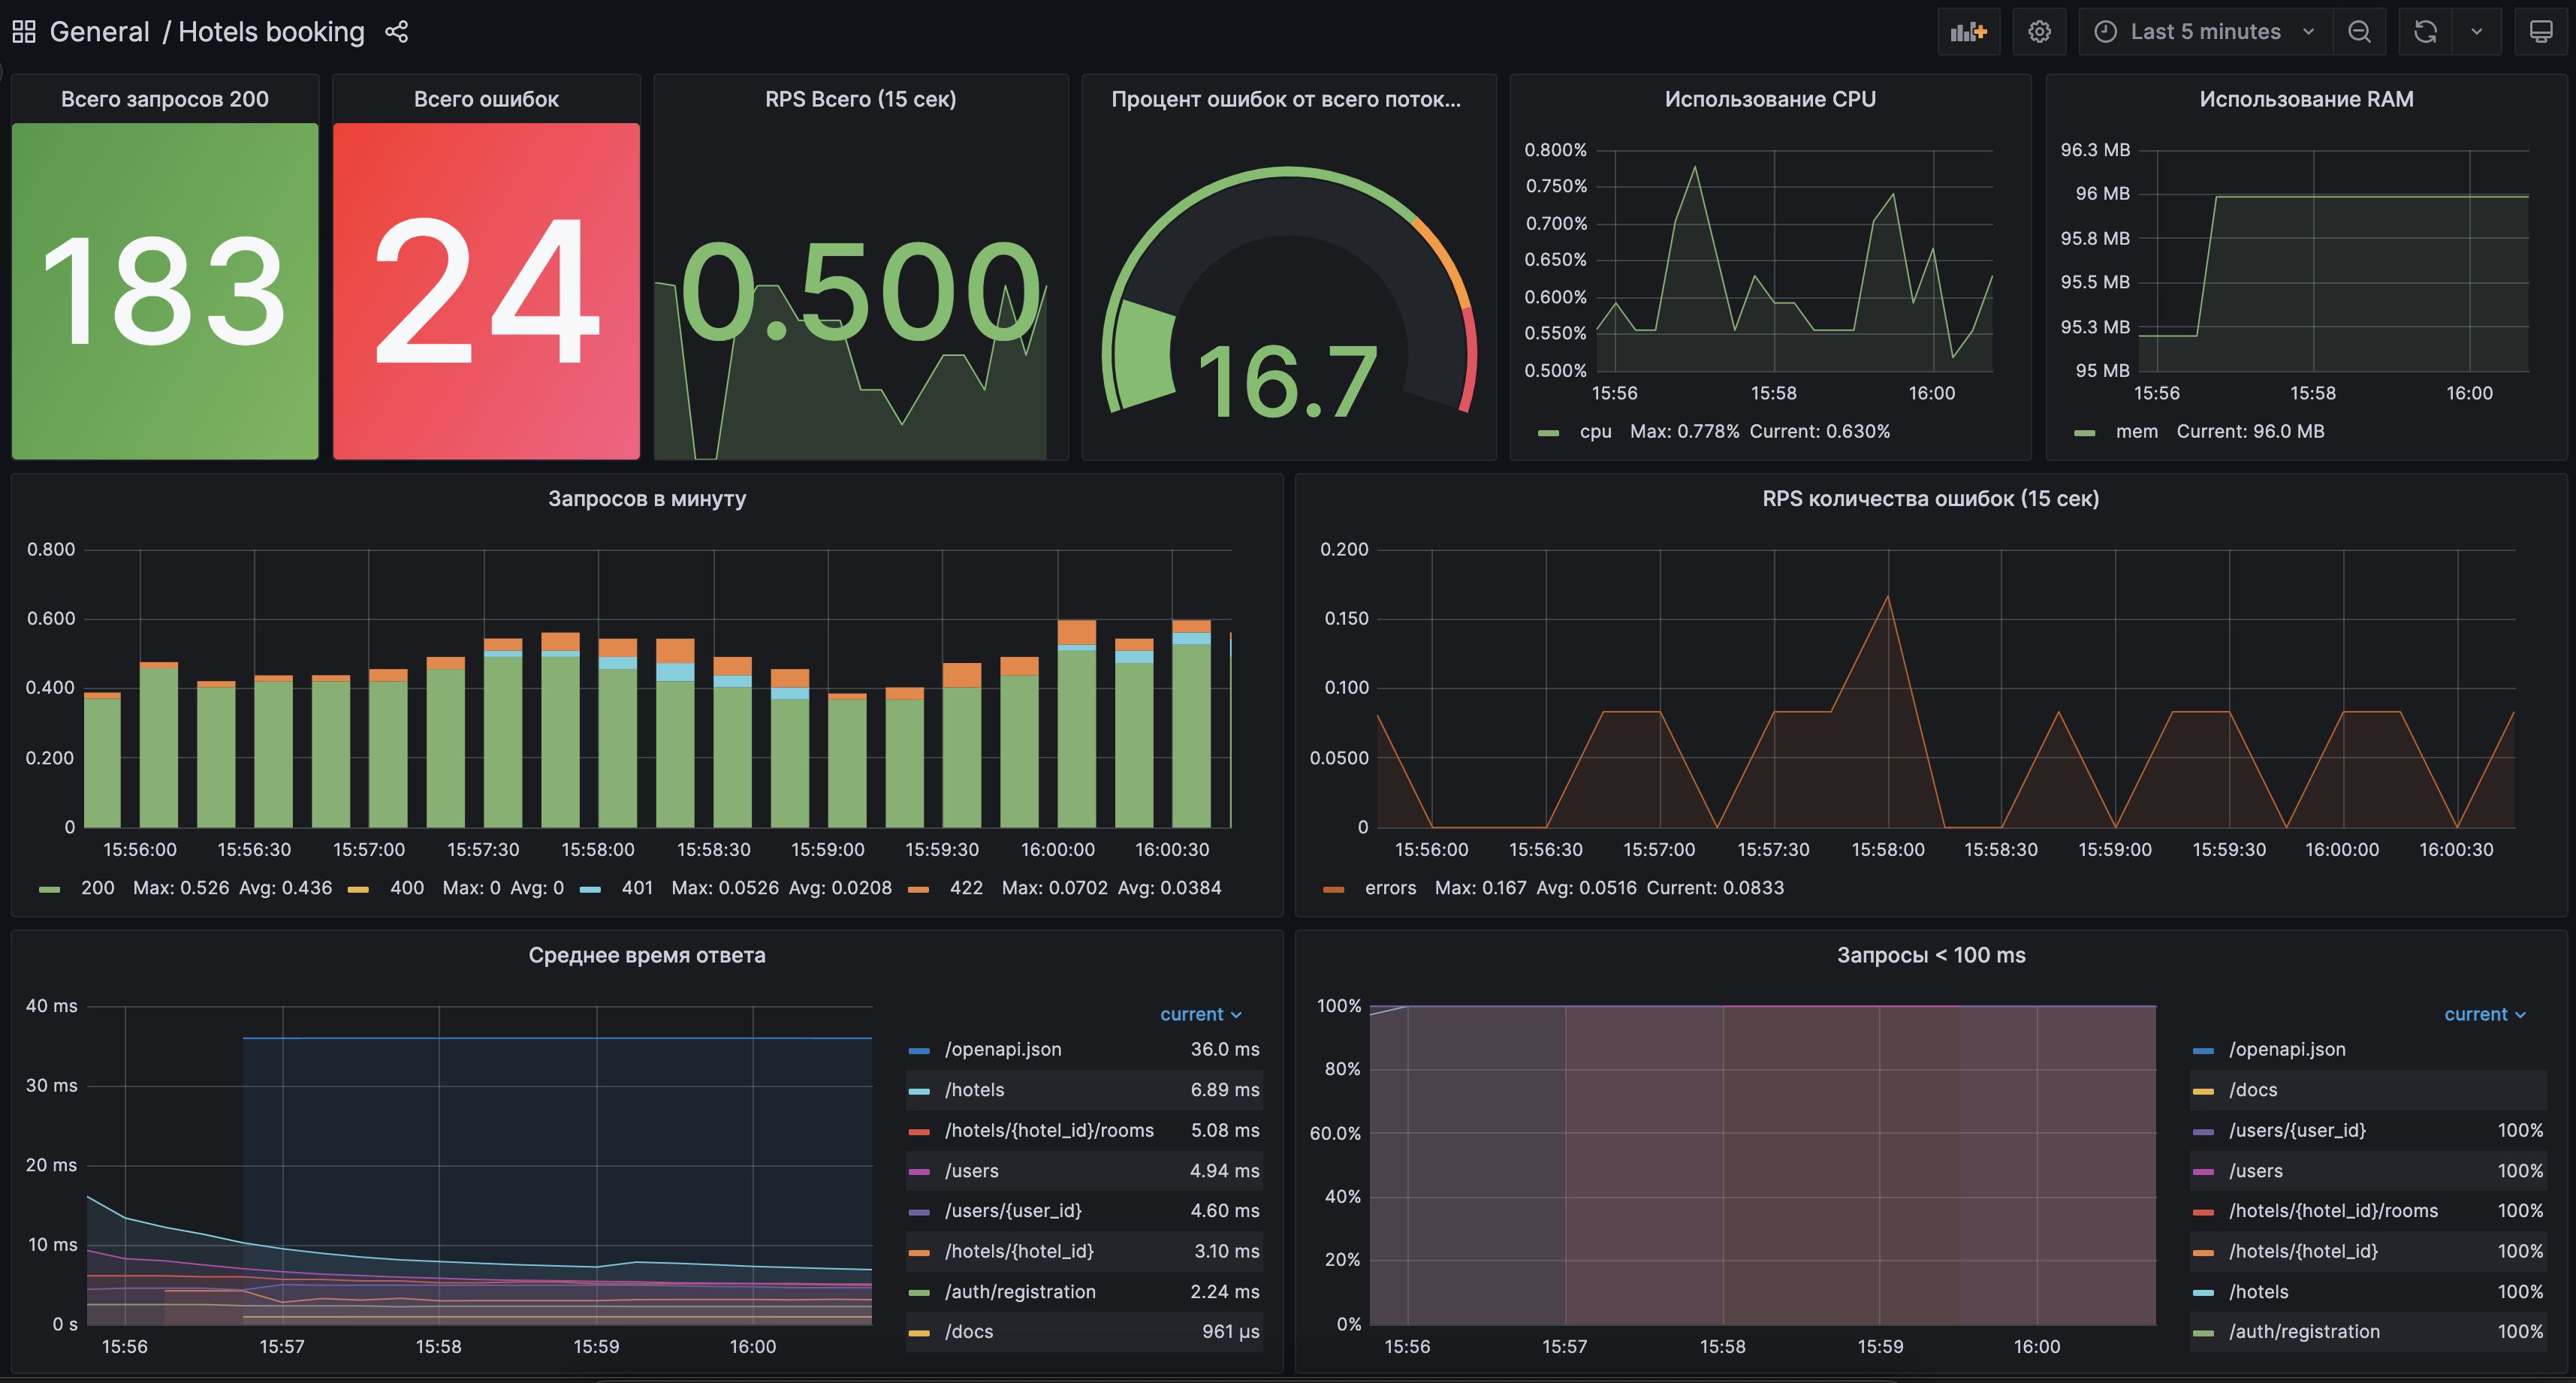 General / Hotels booking
Last 5 minutes
Всего запросов 200
183
Всего ошибок
24
RPS Всего (15 сек)
0.500
Процент ошибок от всего поток...
16.7
Использование CPU
0.800%
0.750%
0.700%
0.650%
0.600%
0.550%
0.500%
15:56 15:58 16:00
cpu Max: 0.778% Current: 0.630%
Использование RAM
96.3 MB
96 MB
95.8 MB
95.5 MB
95.3 MB
95 MB
15:56 15:58 16:00
mem Current: 96.0 MB
Запросов в минуту
0.800
0.600
0.400
0.200
0
15:56:00 15:56:30 15:57:00 15:57:30 15:58:00 15:58:30 15:59:00 15:59:30 16:00:00 16:00:30
200 Max: 0.526 Avg: 0.436 400 Max: 0 Avg: 0 401 Max: 0.0526 Avg: 0.0208 422 Max: 0.0702 Avg: 0.0384
RPS количества ошибок (15 сек)
0.200
0.150
0.100
0.0500
0
15:56:00 15:56:30 15:57:00 15:57:30 15:58:00 15:58:30 15:59:00 15:59:30 16:00:00 16:00:30
errors Max: 0.167 Avg: 0.0516 Current: 0.0833
Среднее время ответа
40 ms
30 ms
20 ms
10 ms
0 s
15:56 15:57 15:58 15:59 16:00
current
/openapi.json 36.0 ms
/hotels 6.89 ms
/hotels/{hotel_id}/rooms 5.08 ms
/users 4.94 ms
/users/{user_id} 4.60 ms
/hotels/{hotel_id} 3.10 ms
/auth/registration 2.24 ms
/docs 961 µs
Запросы < 100 ms
100%
80%
60.0%
40%
20%
0%
15:56 15:57 15:58 15:59 16:00
current
/openapi.json
/docs
/users/{user_id} 100%
/users 100%
/hotels/{hotel_id}/rooms 100%
/hotels/{hotel_id} 100%
/hotels 100%
/auth/registration 100%